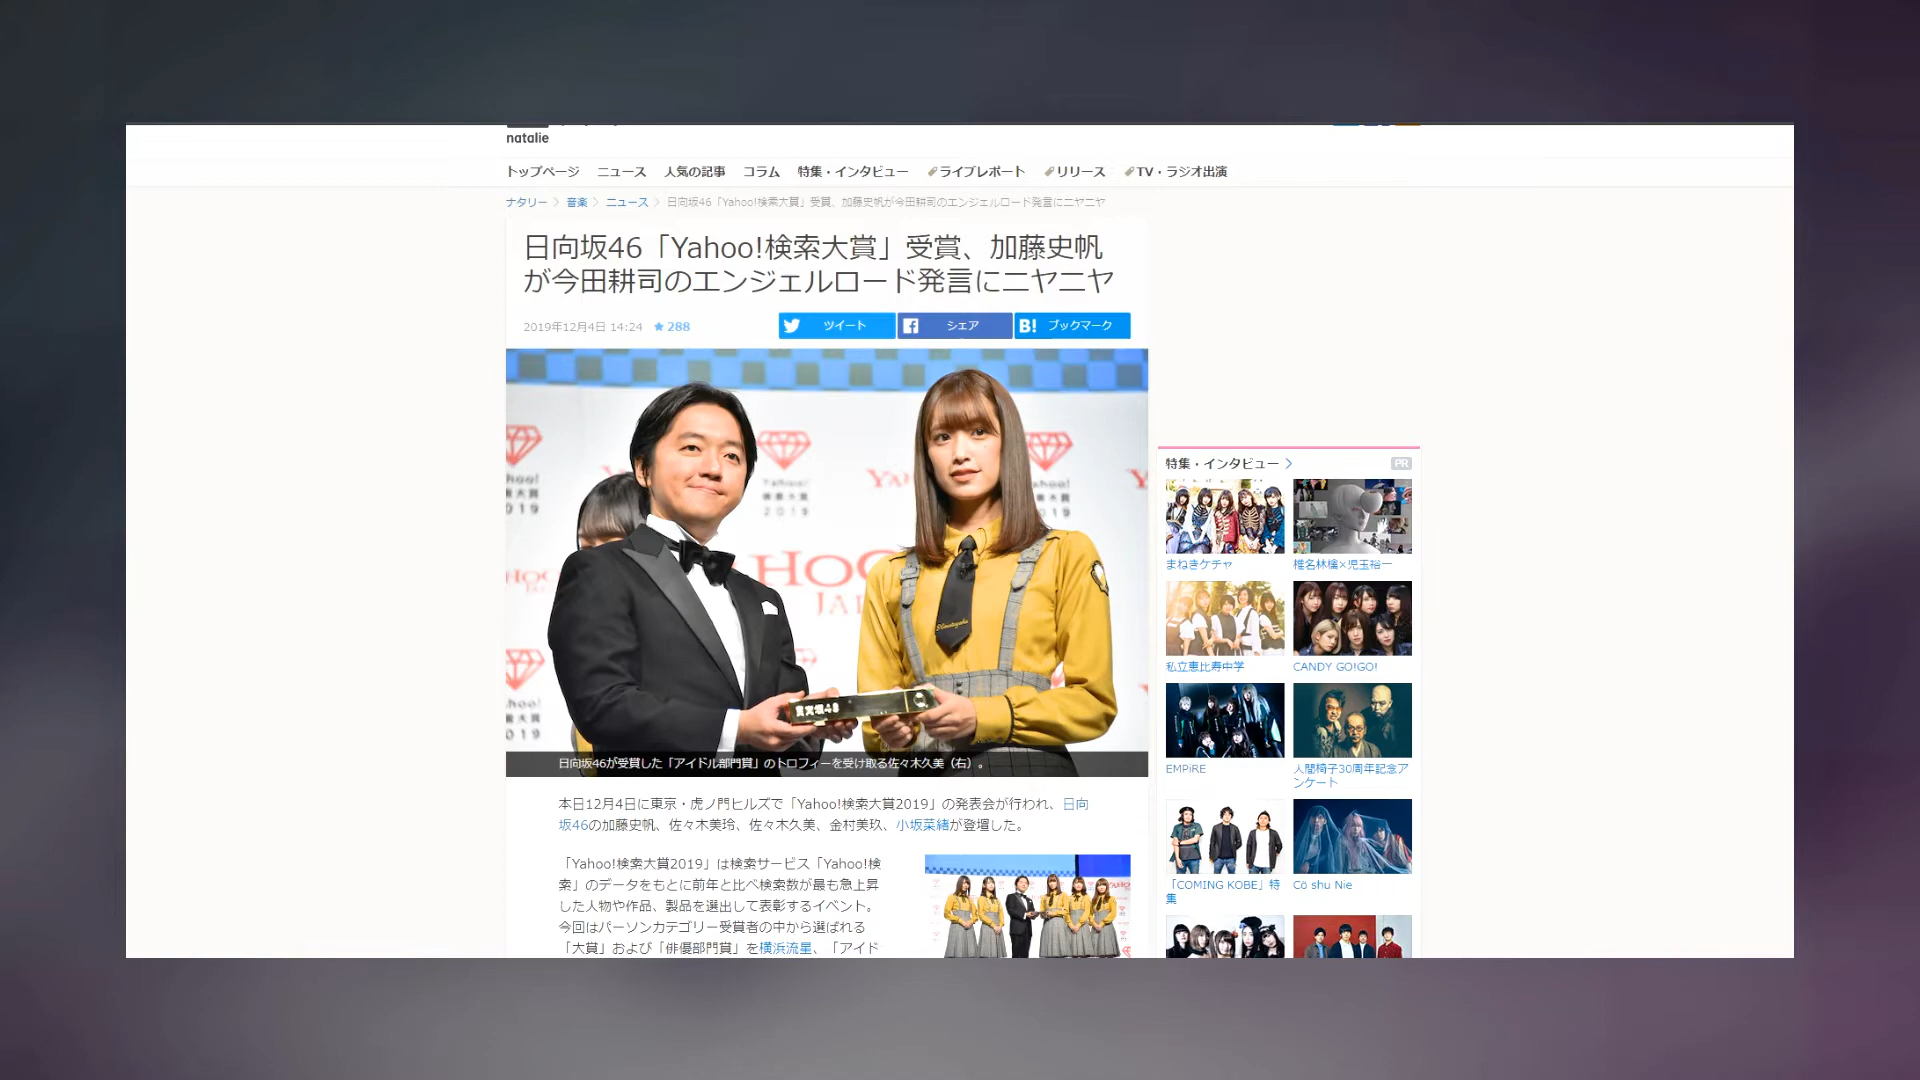 natalie
トップページ ニュース 人気の記事 コラム 特集・インタビュー ライブレポート リリース TV・ラジオ出演
ナタリー > 音楽 > ニュース > 日向坂46「Yahoo!検索大賞」受賞、加藤史帆が今田耕司のエンジェルロード発言にニヤニヤ
日向坂46「Yahoo!検索大賞」受賞、加藤史帆
が今田耕司のエンジェルロード発言にニヤニヤ
2019年12月4日 14:24 ★ 288
ツイート シェア B! ブックマーク
Yahoo!
検索大賞
2019
日向坂46が受賞した「アイドル部門賞」のトロフィーを受け取る佐々木久美（右）。
本日12月4日に東京・虎ノ門ヒルズで「Yahoo!検索大賞2019」の発表会が行われ、日向
坂46の加藤史帆、佐々木美玲、佐々木久美、金村美玖、小坂菜緒が登壇した。
「Yahoo!検索大賞2019」は検索サービス「Yahoo!検
索」のデータをもとに前年と比べ検索数が最も急上昇
した人物や作品、製品を選出して表彰するイベント。
今回はパーソンカテゴリー受賞者の中から選ばれる
「大賞」および「俳優部門賞」を横浜流星、「アイド
特集・インタビュー > PR
まねきケチャ
椎名林檎×児玉裕一
私立恵比寿中学
CANDY GO!GO!
EMPiRE
人間椅子30周年記念ア
ンケート
「COMING KOBE」特
集
Cö shu Nie